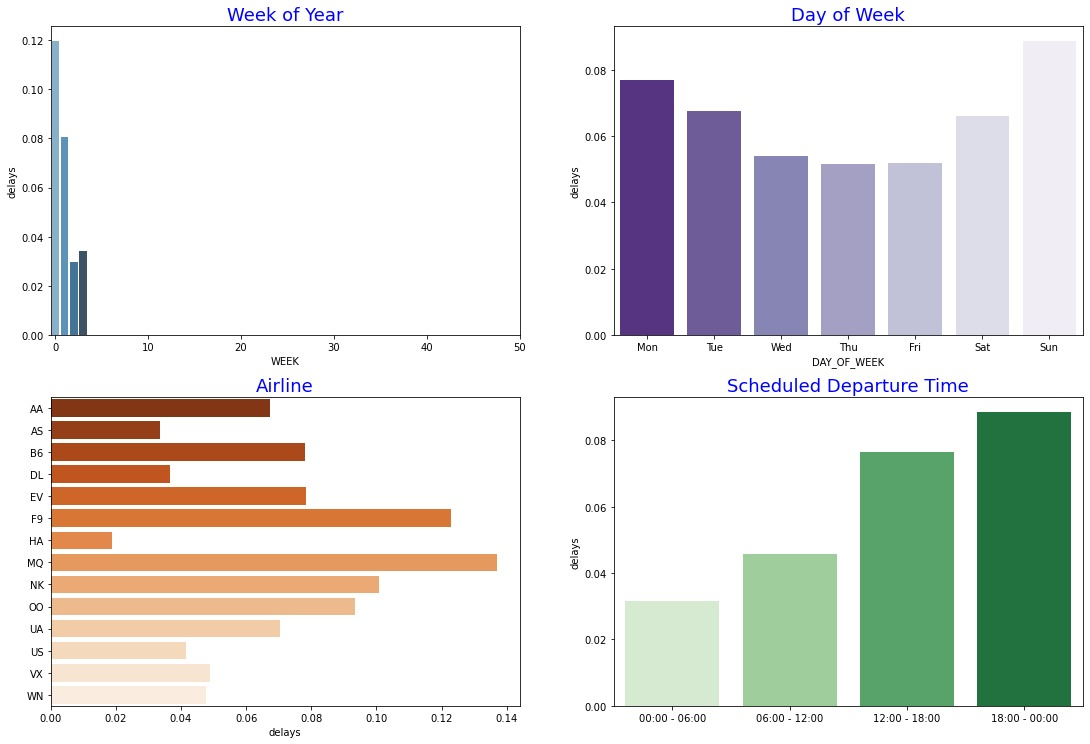 Week of Year
0.12
0.10
0.08
0.06
0.04
0.02
0.00
delays
0 10 20 30 40 50
WEEK
Day of Week
0.08
0.06
0.04
0.02
0.00
delays
Mon Tue Wed Thu Fri Sat Sun
DAY_OF_WEEK
Airline
AA
AS
B6
DL
EV
F9
HA
MQ
NK
OO
UA
US
VX
WN
0.00 0.02 0.04 0.06 0.08 0.10 0.12 0.14
delays
Scheduled Departure Time
0.08
0.06
0.04
0.02
0.00
delays
00:00 - 06:00 06:00 - 12:00 12:00 - 18:00 18:00 - 00:00